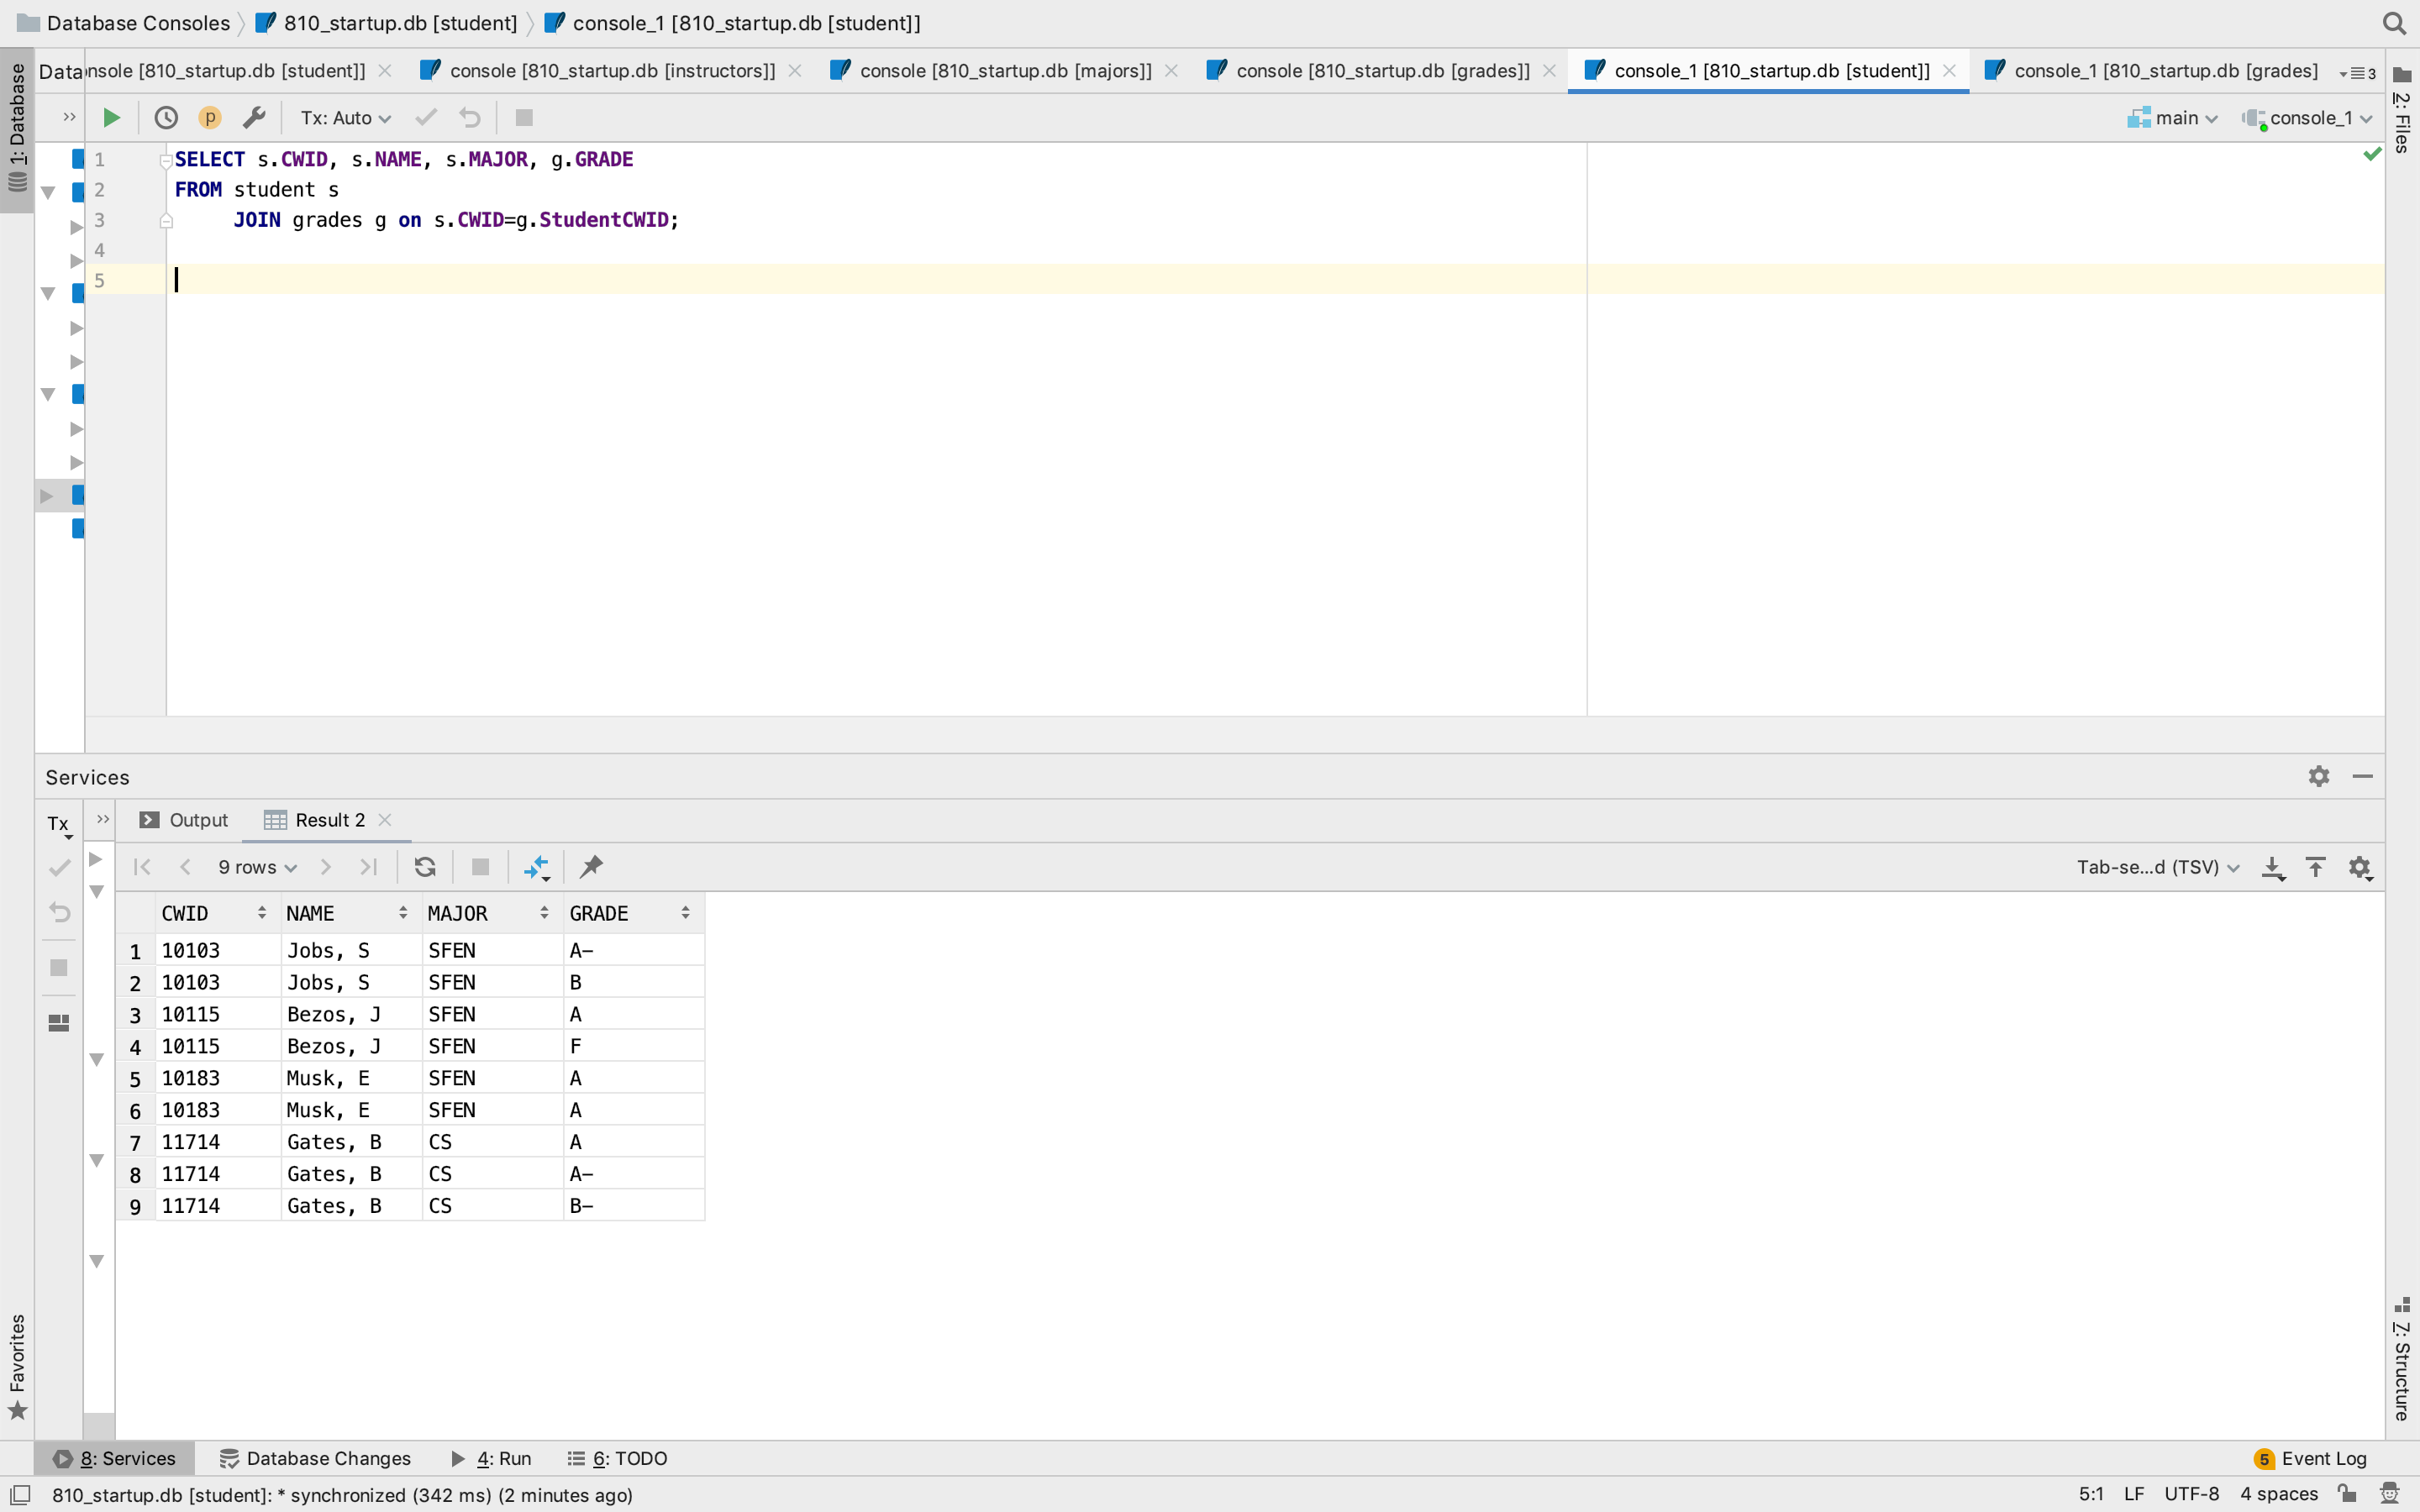 Database Consoles 810_startup.db [student] console_1 [810_startup.db [student]]
1: Database
Data
nsole [810_startup.db [student]] console [810_startup.db [instructors]] console [810_startup.db [majors]] console [810_startup.db [grades]] console_1 [810_startup.db [student]] console_1 [810_startup.db [grades] 3
2: Files
Tx: Auto main console_1
1 SELECT s.CWID, s.NAME, s.MAJOR, g.GRADE
2 FROM student s
3 JOIN grades g on s.CWID=g.StudentCWID;
4
5
Services
Tx Output Result 2
9 rows Tab-se...d (TSV)
CWID NAME MAJOR GRADE
1 10103 Jobs, S SFEN A-
2 10103 Jobs, S SFEN B
3 10115 Bezos, J SFEN A
4 10115 Bezos, J SFEN F
5 10183 Musk, E SFEN A
6 10183 Musk, E SFEN A
7 11714 Gates, B CS A
8 11714 Gates, B CS A-
9 11714 Gates, B CS B-
Favorites
7: Structure
8: Services Database Changes 4: Run 6: TODO 5 Event Log
810_startup.db [student]: * synchronized (342 ms) (2 minutes ago) 5:1 LF UTF-8 4 spaces